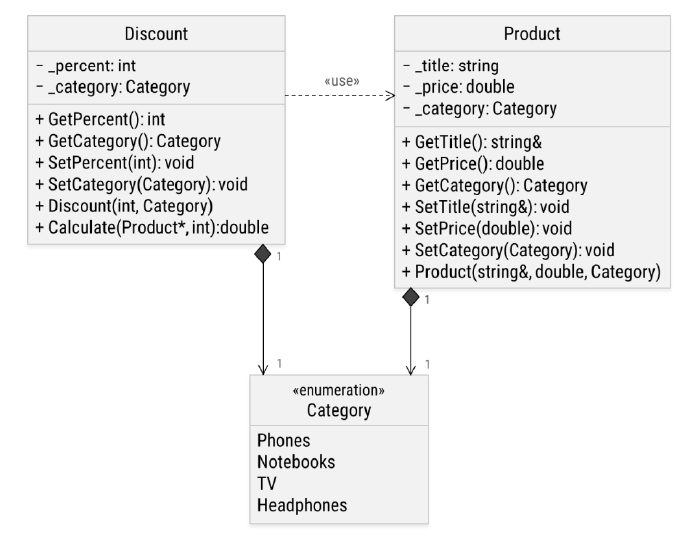 Discount
- _percent: int
- _category: Category
+ GetPercent(): int
+ GetCategory(): Category
+ SetPercent(int): void
+ SetCategory(Category): void
+ Discount(int, Category)
+ Calculate(Product*, int):double
«use»
Product
- _title: string
- _price: double
- _category: Category
+ GetTitle(): string&
+ GetPrice(): double
+ GetCategory(): Category
+ SetTitle(string&): void
+ SetPrice(double): void
+ SetCategory(Category): void
+ Product(string&, double, Category)
1
1
1
1
«enumeration»
Category
Phones
Notebooks
TV
Headphones